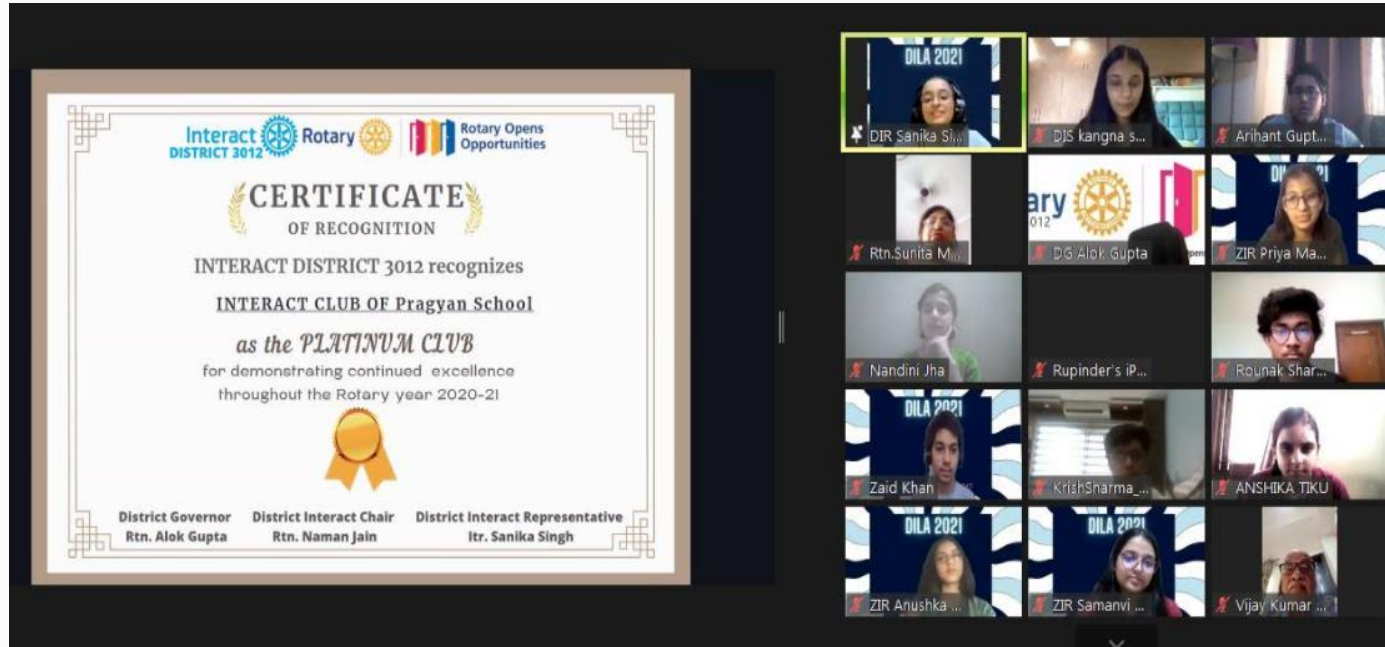 Interact
DISTRICT 3012
Rotary
Rotary Opens
Opportunities
CERTIFICATE
OF RECOGNITION
INTERACT DISTRICT 3012 recognizes
INTERACT CLUB OF Pragyan School
as the PLATINUM CLUB
for demonstrating continued excellence
throughout the Rotary year 2020-21
District Governor
Rtn. Alok Gupta
District Interact Chair
Rtn. Naman Jain
District Interact Representative
Itr. Sanika Singh
DILA 2021
DIR Sanika Si...
DIS kangna s...
Arihant Gupt...
Rtn.Sunita M...
ary
012
DG Alok Gupta
ZIR Priya Ma...
Nandini Jha
Rupinder's iP...
Rounak Shar...
DILA 2021
Zaid Khan
KrishSharma_...
ANSHIKA TIKU
DILA 2021
ZIR Anushka ...
DILA 2021
ZIR Samanvi ...
Vijay Kumar ...